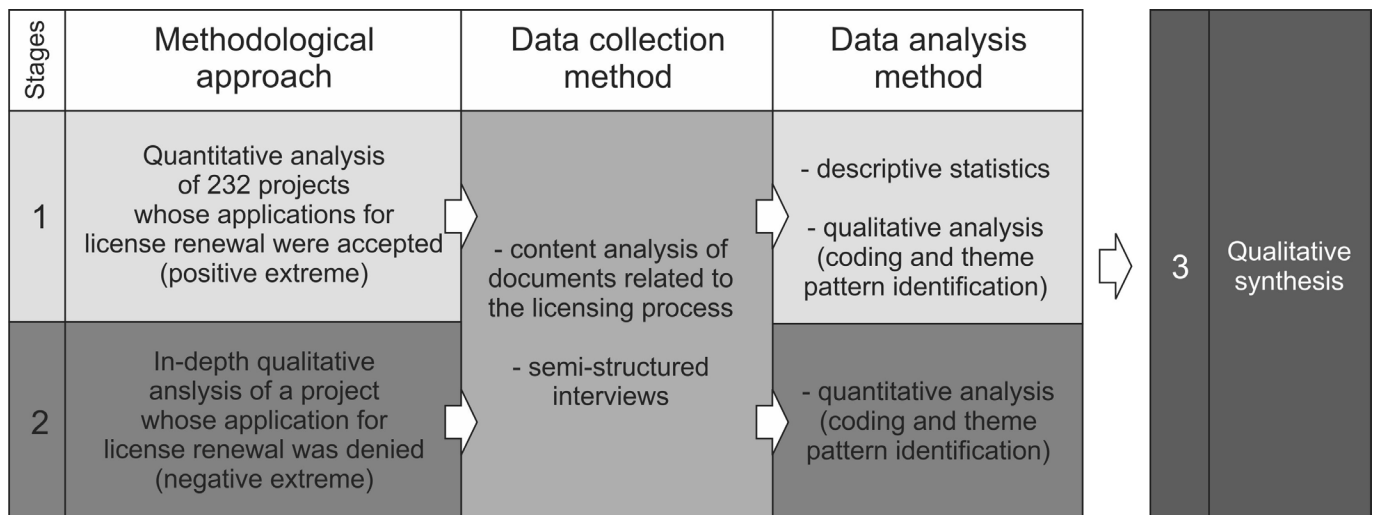 Stages
Methodological
approach
Data collection
method
Data analysis
method
1
Quantitative analysis
of 232 projects
whose applications for
license renewal were accepted
(positive extreme)
- content analysis of
documents related to
the licensing process
- semi-structured
interviews
- descriptive statistics
- qualitative analysis
(coding and theme
pattern identification)
2
In-depth qualitative
anslysis of a project
whose application for
license renewal was denied
(negative extreme)
- quantitative analysis
(coding and theme
pattern identification)
3
Qualitative
synthesis